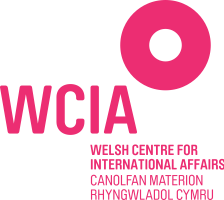 WCIA
WELSH CENTRE FOR
INTERNATIONAL AFFAIRS
CANOLFAN MATERION
RHYNGWLADOL CYMRU